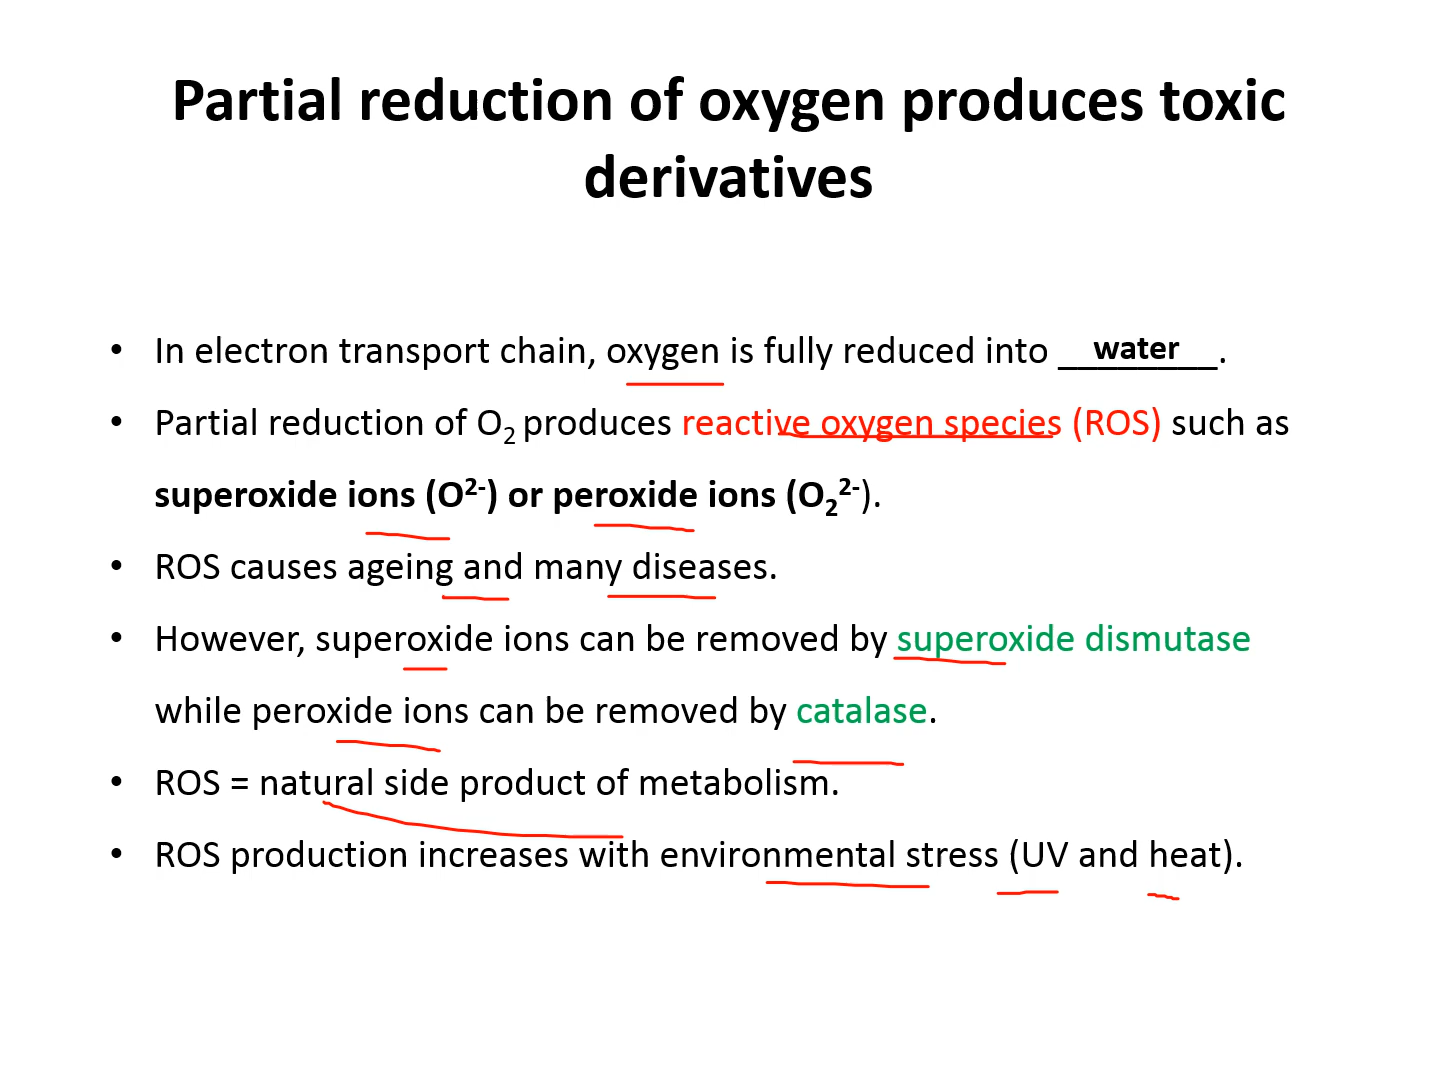 Partial reduction of oxygen produces toxic
derivatives
• In electron transport chain, oxygen is fully reduced into ________ water.
• Partial reduction of O₂ produces reactive oxygen species (ROS) such as
superoxide ions (O²⁻) or peroxide ions (O₂²⁻).
• ROS causes ageing and many diseases.
• However, superoxide ions can be removed by superoxide dismutase
while peroxide ions can be removed by catalase.
• ROS = natural side product of metabolism.
• ROS production increases with environmental stress (UV and heat).